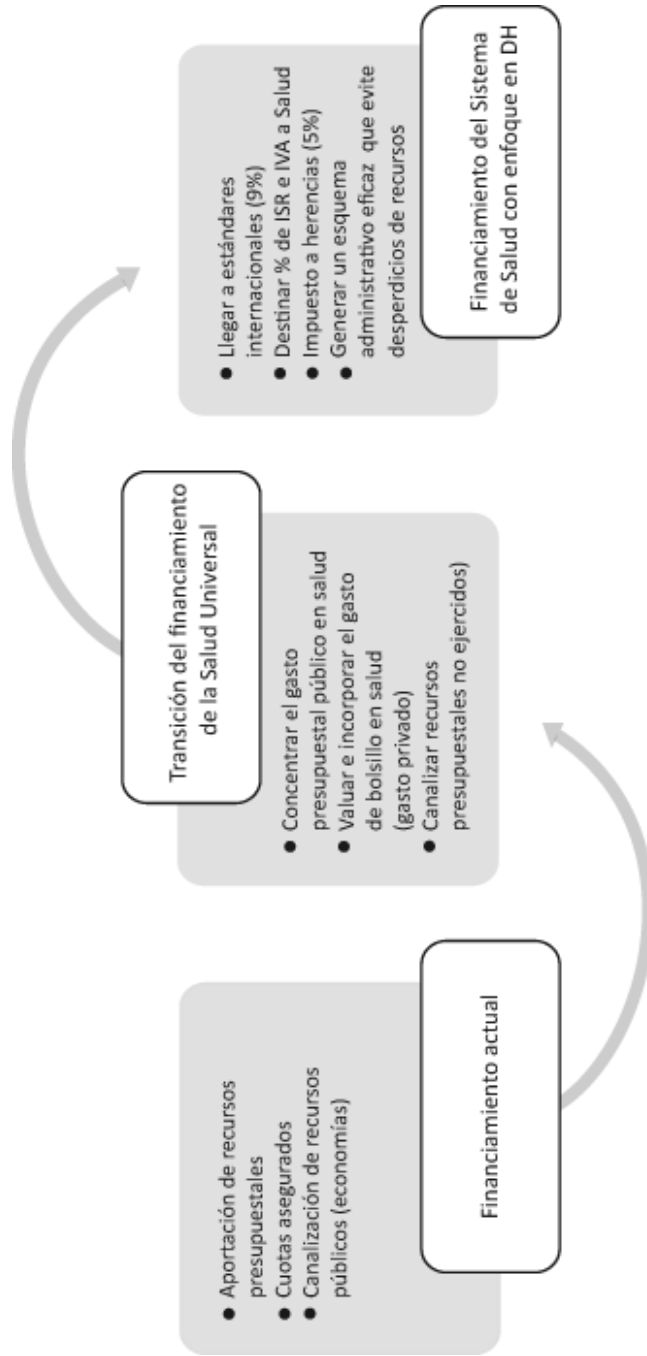 ● Aportación de recursos
presupuestales
● Cuotas asegurados
● Canalización de recursos
públicos (economías)
Financiamiento actual
Transición del financiamiento
de la Salud Universal
● Concentrar el gasto
presupuestal público en salud
● Valuar e incorporar el gasto
de bolsillo en salud
(gasto privado)
● Canalizar recursos
presupuestales no ejercidos)
● Llegar a estándares
internacionales (9%)
● Destinar % de ISR e IVA a Salud
● Impuesto a herencias (5%)
● Generar un esquema
administrativo eficaz que evite
desperdicios de recursos
Financiamiento del Sistema
de Salud con enfoque en DH